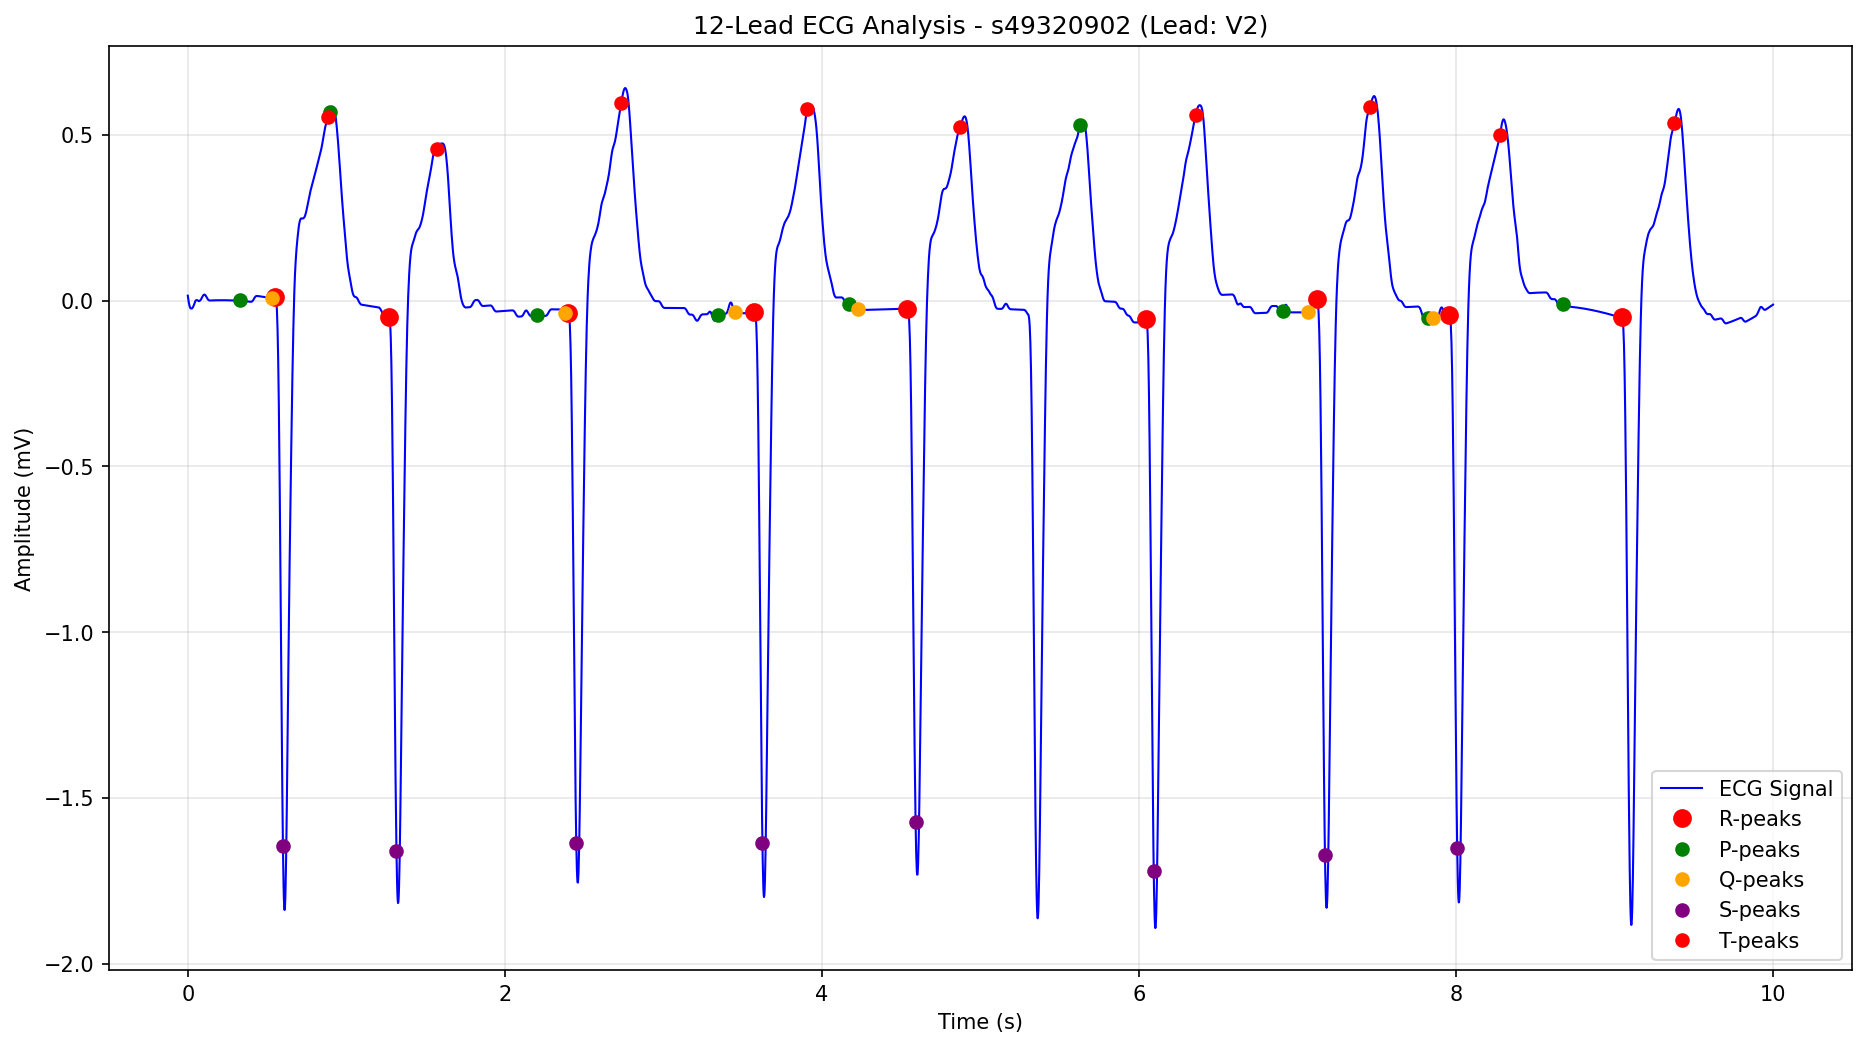 12-Lead ECG Analysis - s49320902 (Lead: V2)
Amplitude (mV)
0.5
0.0
−0.5
−1.0
−1.5
−2.0
ECG Signal
R-peaks
P-peaks
Q-peaks
S-peaks
T-peaks
0 2 4 6 8 10
Time (s)